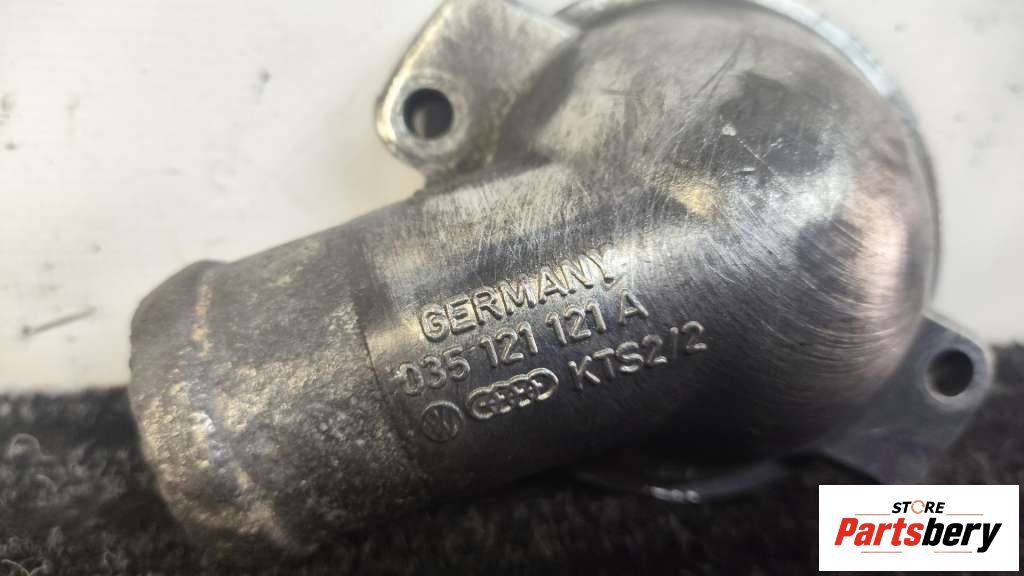 GERMANY
035 121 121 A
KTS2/2
STORE
Partsbery